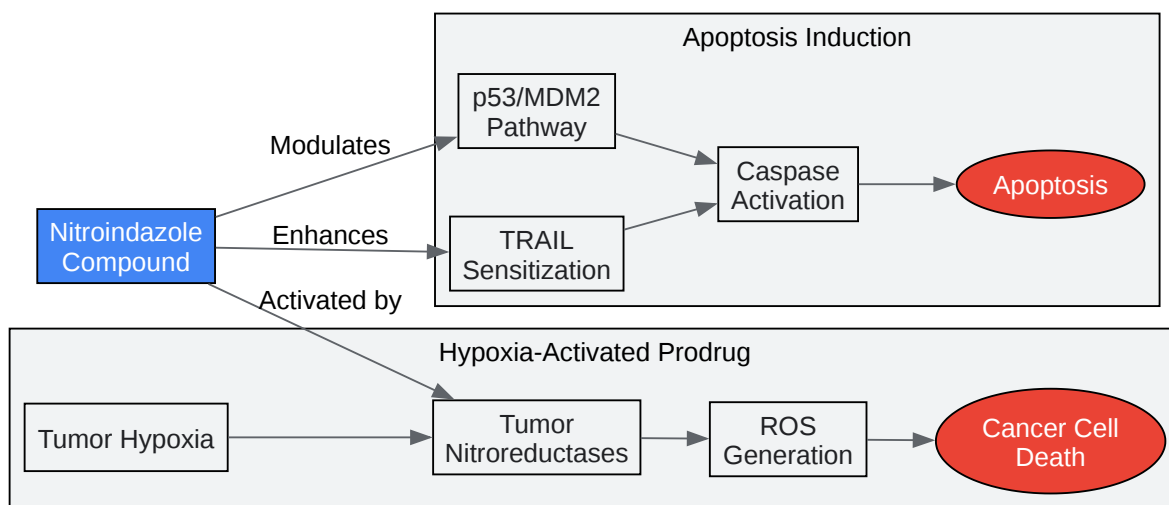 Apoptosis Induction
p53/MDM2
Pathway
Modulates
Caspase
Activation
Apoptosis
Nitroindazole
Compound
Enhances
TRAIL
Sensitization
Activated by
Hypoxia-Activated Prodrug
Tumor Hypoxia
Tumor
Nitroreductases
ROS
Generation
Cancer Cell
Death